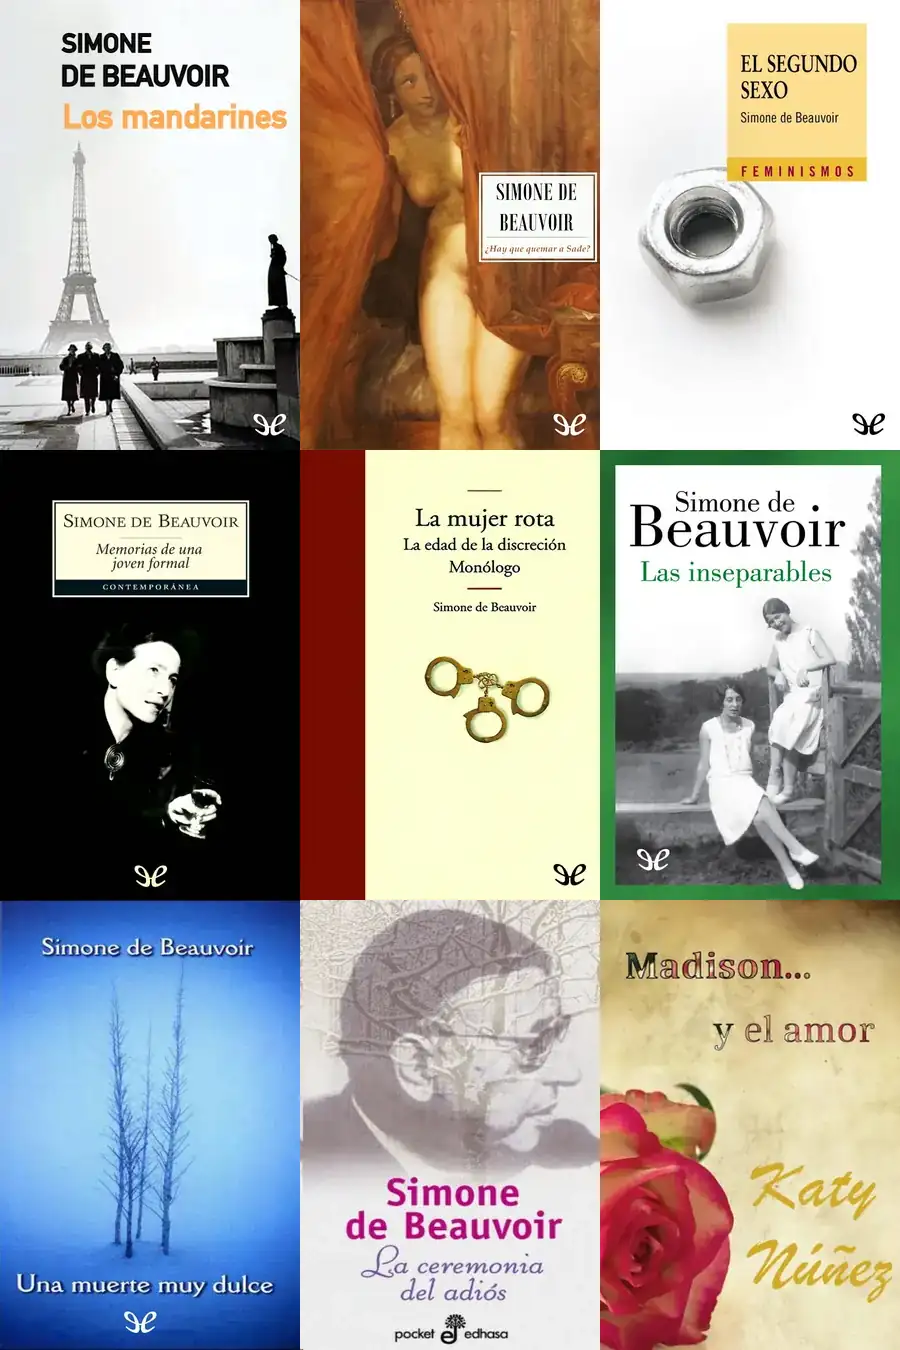 SIMONE
DE BEAUVOIR
Los mandarines
SIMONE DE
BEAUVOIR
¿Hay que quemar a Sade?
EL SEGUNDO
SEXO
Simone de Beauvoir
FEMINISMOS
SIMONE DE BEAUVOIR
Memorias de una
joven formal
CONTEMPORÁNEA
La mujer rota
La edad de la discreción
Monólogo
Simone de Beauvoir
Simone de
Beauvoir
Las inseparables
Simone de Beauvoir
Una muerte muy dulce
Simone
de Beauvoir
La ceremonia
del adiós
pocket edhasa
Madison...
y el amor
Katy
Núñez